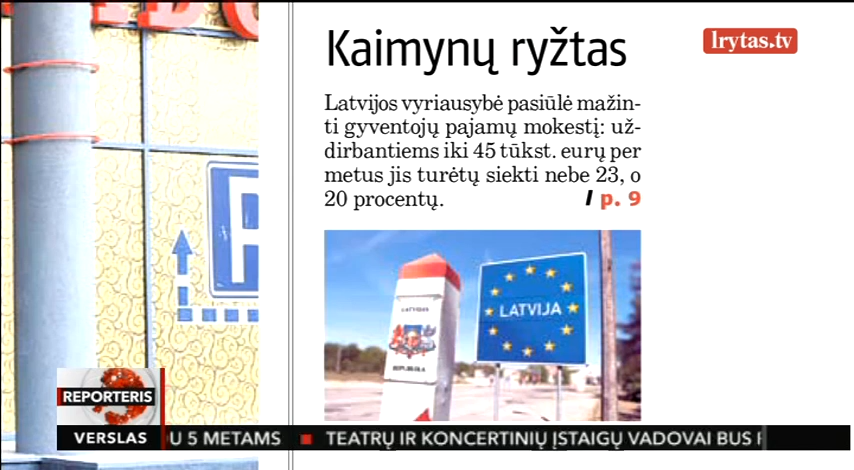 Kaimynų ryžtas
lrytas.tv
Latvijos vyriausybė pasiūlė mažin-
ti gyventojų pajamų mokestį: už-
dirbantiems iki 45 tūkst. eurų per
metus jis turėtų siekti nebe 23, o
20 procentų.
/ p. 9
P
LATVIJAS
REPUBLIKA
LATVIJA
REPORTERIS
VERSLAS
5 METAMS ■ TEATRŲ IR KONCERTINIŲ ĮSTAIGŲ VADOVAI BUS